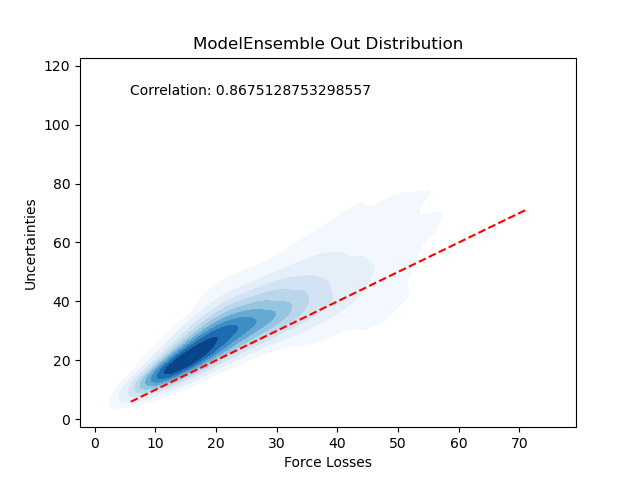 ModelEnsemble Out Distribution
Correlation: 0.8675128753298557
Uncertainties
120
100
80
60
40
20
0
0 10 20 30 40 50 60 70
Force Losses